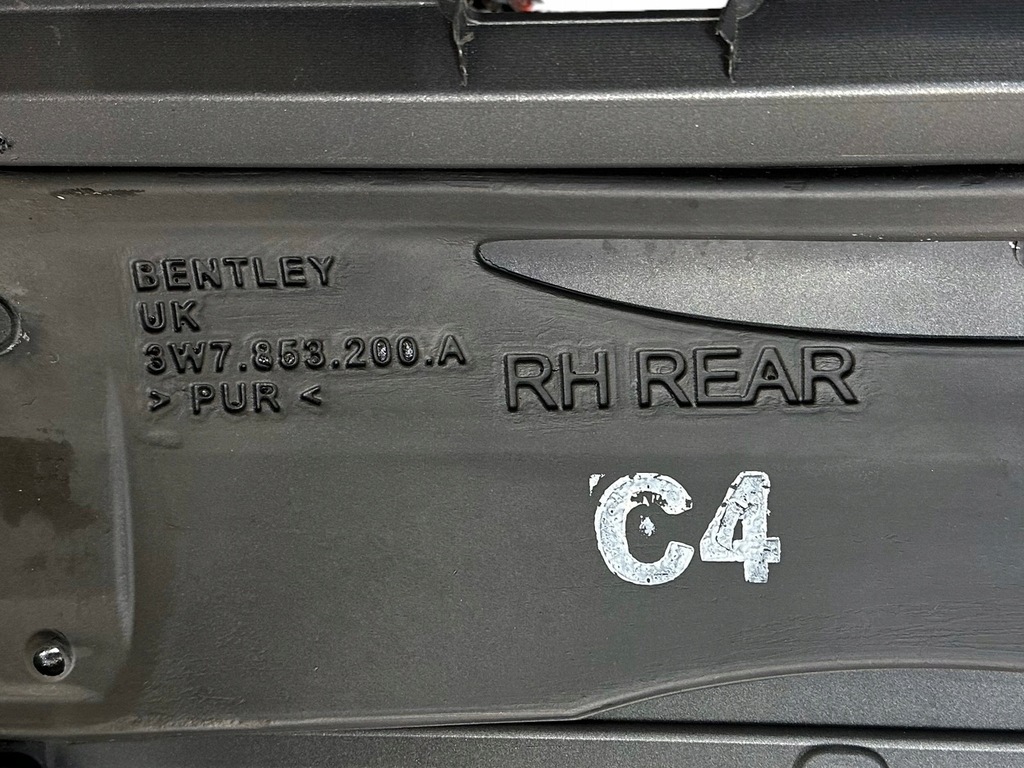 BENTLEY
UK
3W7.853.200.A
> PUR <
RH REAR
C4